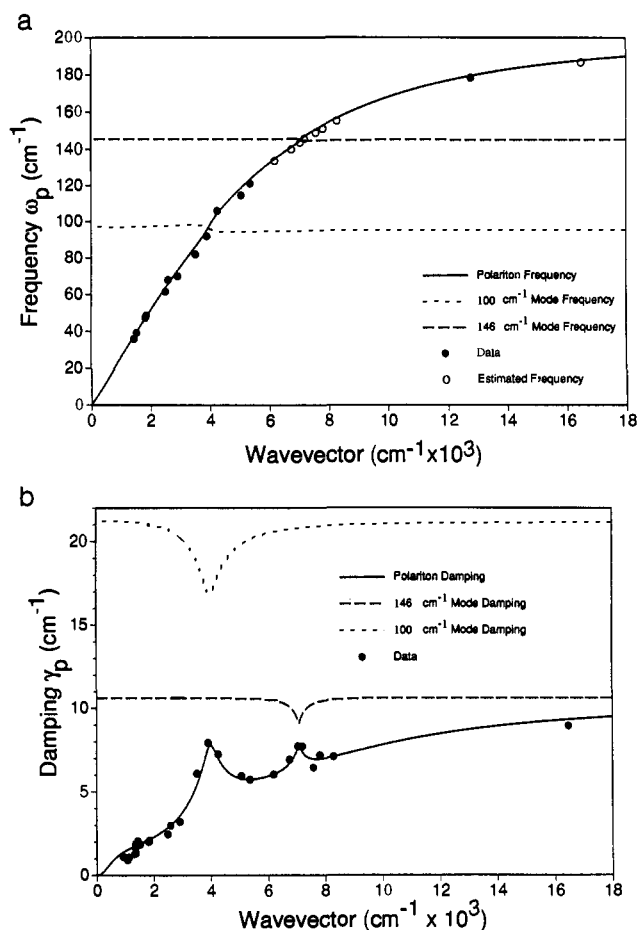 a
200
180
160
140
120
100
80
60
40
20
0
Frequency ωp (cm-1)
Polariton Frequency
100 cm-1 Mode Frequency
146 cm-1 Mode Frequency
Data
Estimated Frequency
0 2 4 6 8 10 12 14 16 18
Wavevector (cm-1x103)
b
20
15
10
5
0
Damping γp (cm-1)
Polariton Damping
146 cm-1 Mode Damping
100 cm-1 Mode Damping
Data
0 2 4 6 8 10 12 14 16 18
Wavevector (cm-1 x 103)